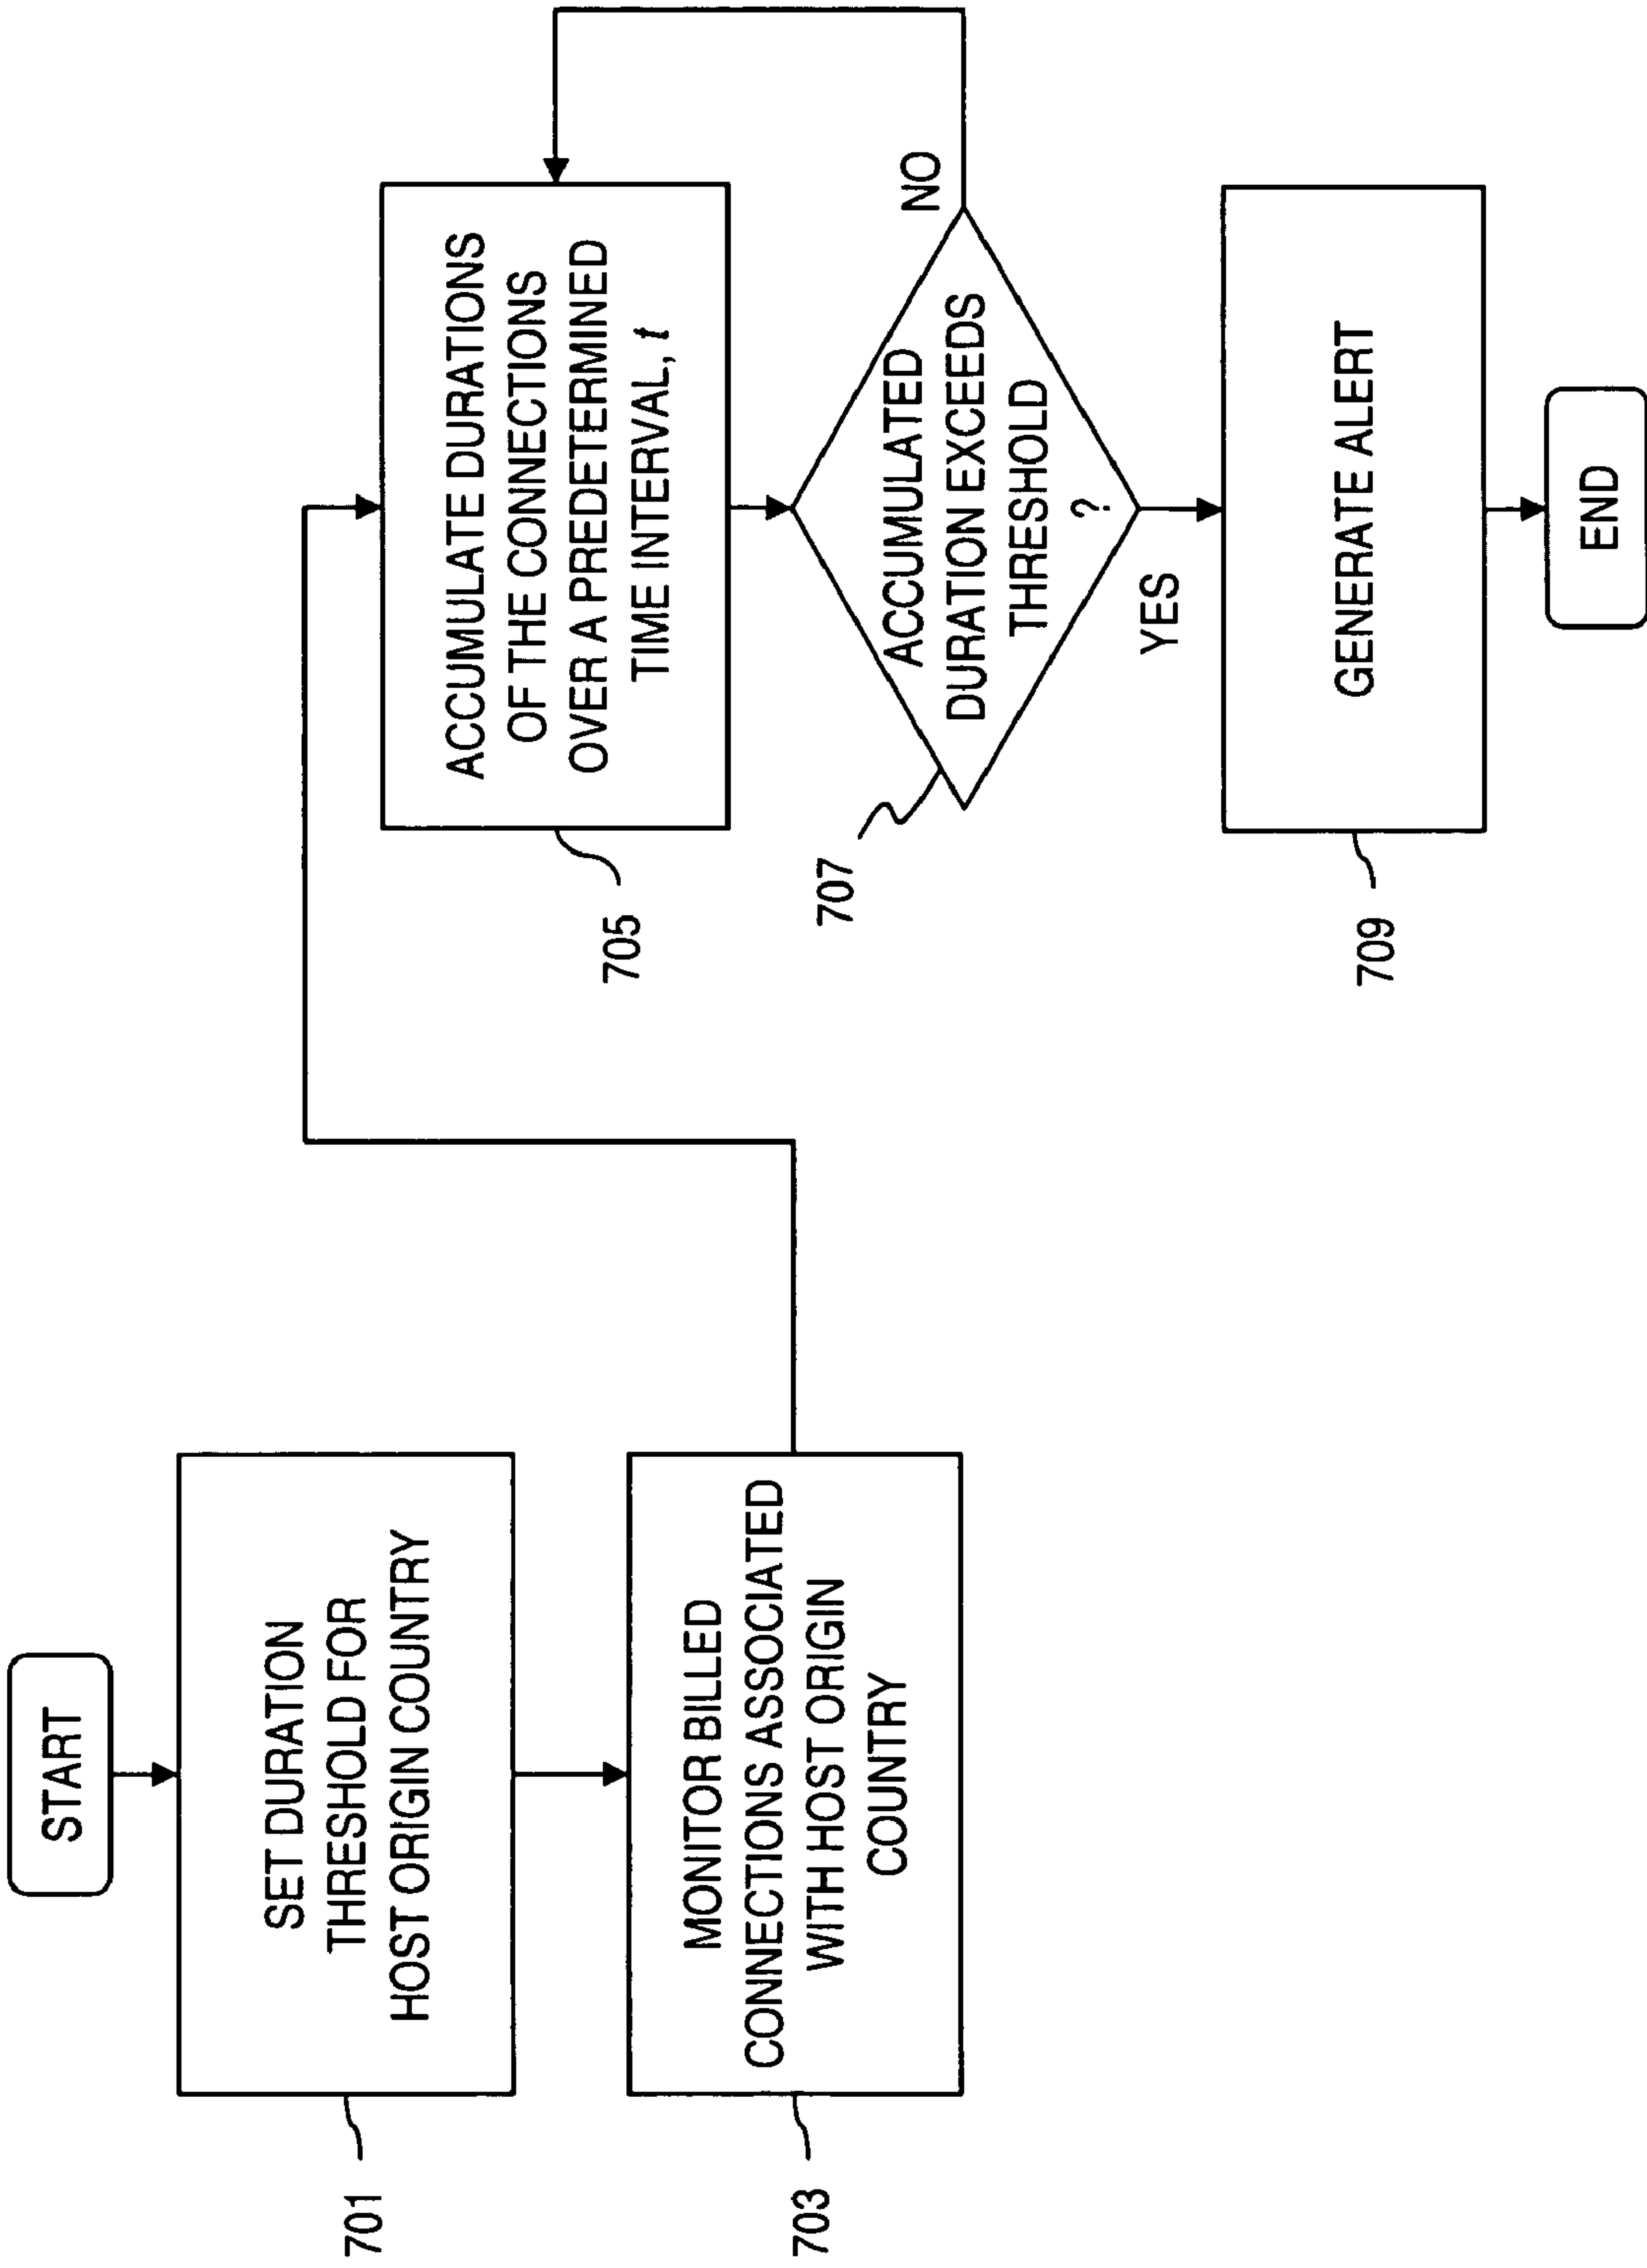 START
SET DURATION
THRESHOLD FOR
HOST ORIGIN COUNTRY
701
MONITOR BILLED
CONNECTIONS ASSOCIATED
WITH HOST ORIGIN
COUNTRY
703
ACCUMULATE DURATIONS
OF THE CONNECTIONS
OVER A PREDETERMINED
TIME INTERVAL, t
705
ACCUMULATED
DURATION EXCEEDS
THRESHOLD
?
707
NO
YES
GENERATE ALERT
709
END